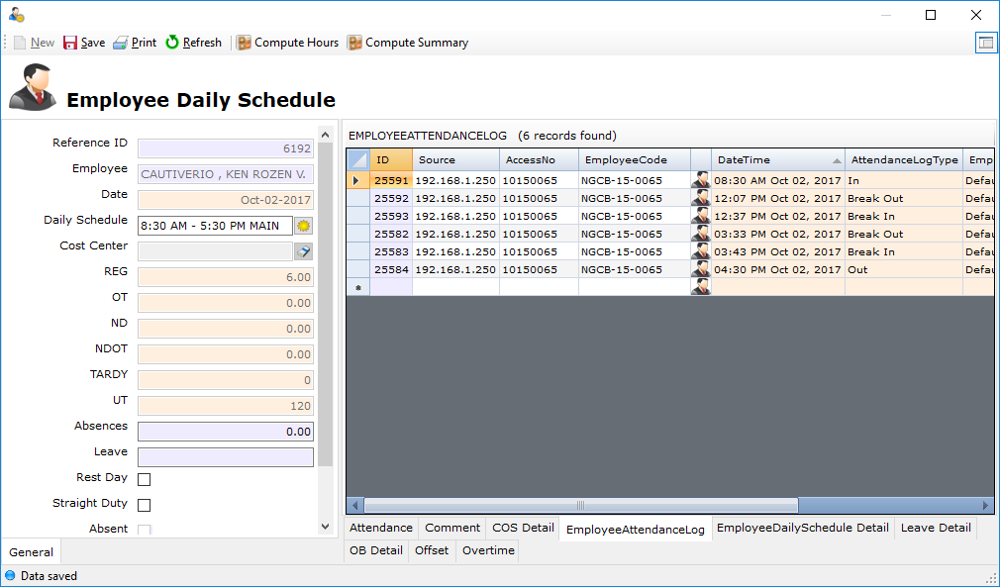 New Save Print Refresh Compute Hours Compute Summary
Employee Daily Schedule
Reference ID 6192
Employee CAUTIVERIO , KEN ROZEN V.
Date Oct-02-2017
Daily Schedule 8:30 AM - 5:30 PM MAIN
Cost Center
REG 6.00
OT 0.00
ND 0.00
NDOT 0.00
TARDY 0
UT 120
Absences 0.00
Leave
Rest Day
Straight Duty
Absent
General
EMPLOYEEATTENDANCELOG (6 records found)
ID Source AccessNo EmployeeCode DateTime AttendanceLogType Emp
25591 192.168.1.250 10150065 NGCB-15-0065 08:30 AM Oct 02, 2017 In Defau
25592 192.168.1.250 10150065 NGCB-15-0065 12:07 PM Oct 02, 2017 Break Out Defau
25593 192.168.1.250 10150065 NGCB-15-0065 12:37 PM Oct 02, 2017 Break In Defau
25582 192.168.1.250 10150065 NGCB-15-0065 03:33 PM Oct 02, 2017 Break Out Defau
25583 192.168.1.250 10150065 NGCB-15-0065 03:43 PM Oct 02, 2017 Break In Defau
25584 192.168.1.250 10150065 NGCB-15-0065 04:30 PM Oct 02, 2017 Out Defau
Attendance Comment COS Detail EmployeeAttendanceLog EmployeeDailySchedule Detail Leave Detail
OB Detail Offset Overtime
Data saved